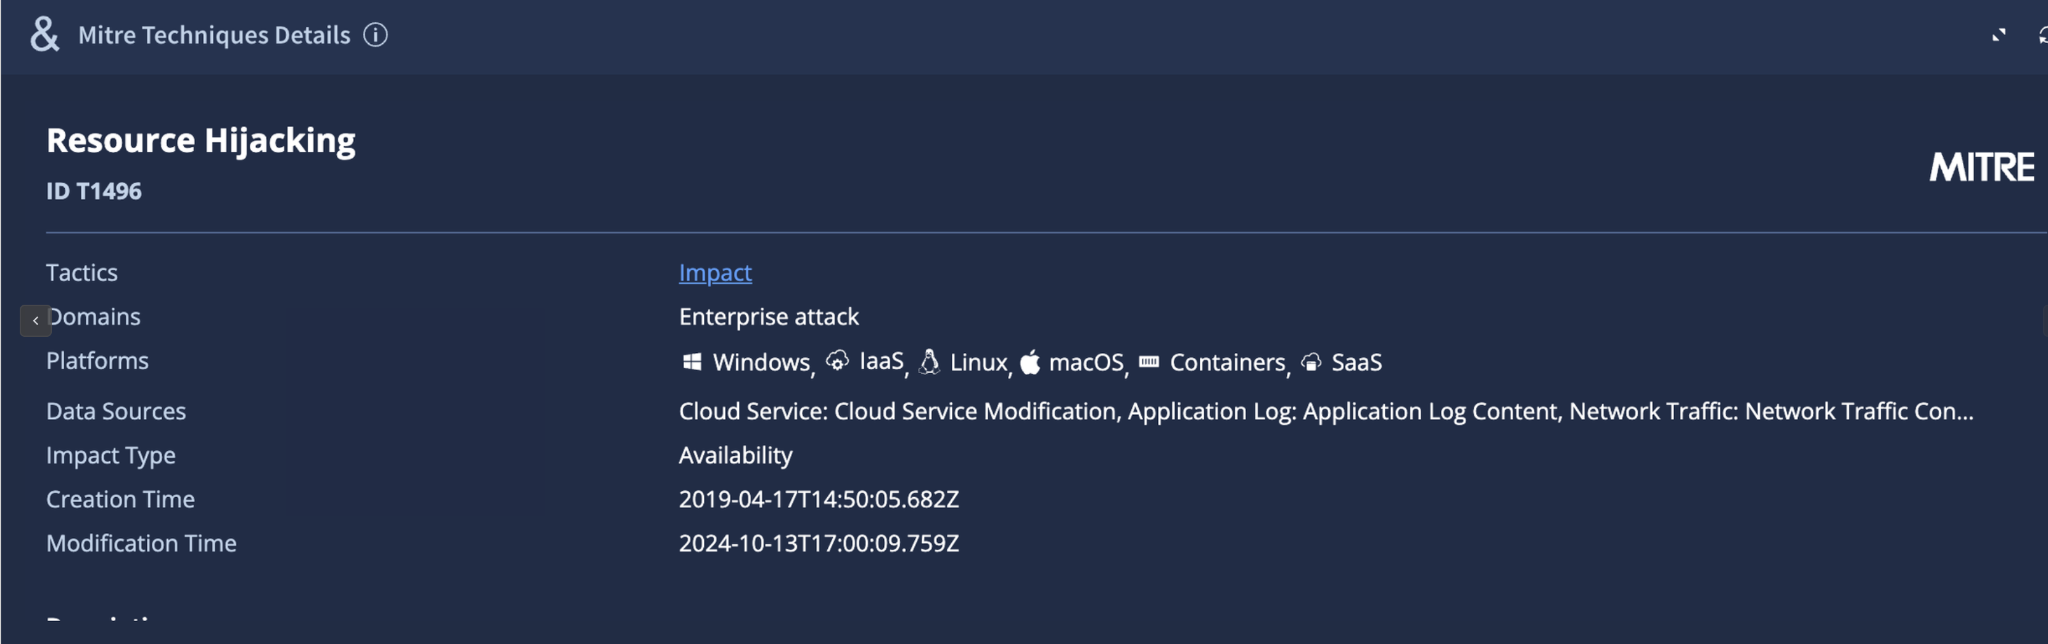 & Mitre Techniques Details
Resource Hijacking
MITRE
ID T1496
Tactics Impact
Domains Enterprise attack
Platforms Windows, IaaS, Linux, macOS, Containers, SaaS
Data Sources Cloud Service: Cloud Service Modification, Application Log: Application Log Content, Network Traffic: Network Traffic Con...
Impact Type Availability
Creation Time 2019-04-17T14:50:05.682Z
Modification Time 2024-10-13T17:00:09.759Z